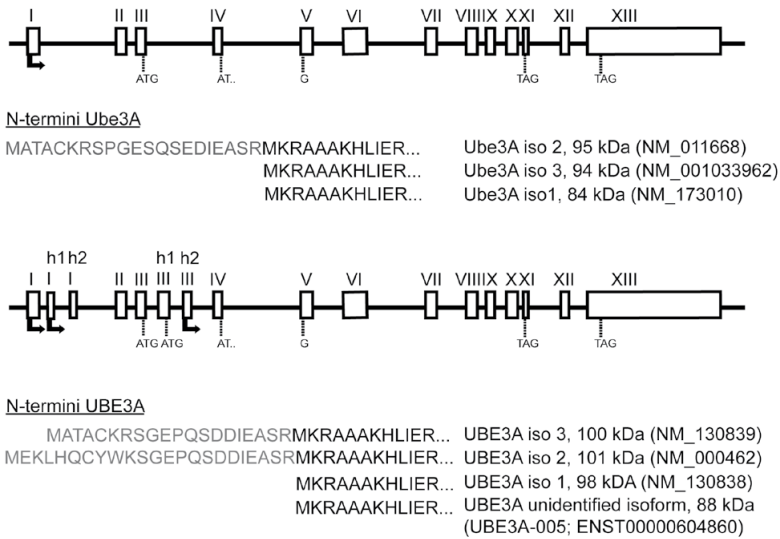 I II III IV V VI VII VIII IX X XI XII XIII
ATG AT.. G TAG TAG
N-termini Ube3A
MATACKRSPGESQSEDIEASRMKRAAAKHLIER... Ube3A iso 2, 95 kDa (NM_011668)
MKRAAAKHLIER... Ube3A iso 3, 94 kDa (NM_001033962)
MKRAAAKHLIER... Ube3A iso1, 84 kDa (NM_173010)
h1 h2 h1 h2
I I I II III III III IV V VI VII VIII IX X XI XII XIII
ATG ATG AT.. G TAG TAG
N-termini UBE3A
MATACKRSGEPQSDDIEASRMKRAAAKHLIER... UBE3A iso 3, 100 kDa (NM_130839)
MEKLHQCYWKSGEPQSDDIEASRMKRAAAKHLIER... UBE3A iso 2, 101 kDa (NM_000462)
MKRAAAKHLIER... UBE3A iso 1, 98 kDA (NM_130838)
MKRAAAKHLIER... UBE3A unidentified isoform, 88 kDa
(UBE3A-005; ENST00000604860)